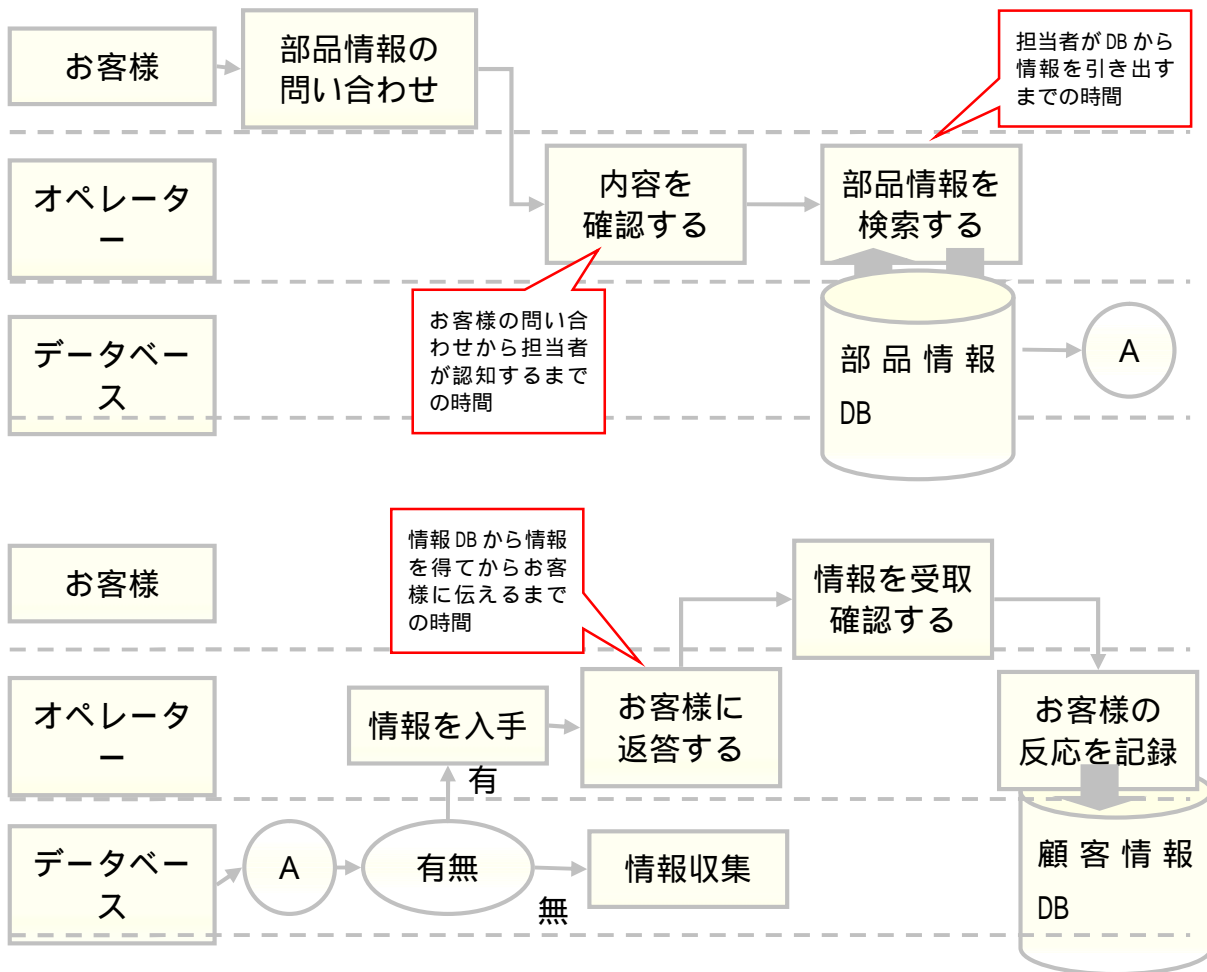 お客様
部品情報の
問い合わせ
担当者がDBから
情報を引き出す
までの時間
オペレータ
ー
内容を
確認する
部品情報を
検索する
お客様の問い合
わせから担当者
が認知するまで
の時間
データベー
ス
部品情報
DB
A
お客様
情報DBから情報
を得てからお客
様に伝えるまで
の時間
情報を受取
確認する
オペレータ
ー
情報を入手
お客様に
返答する
お客様の
反応を記録
有
データベー
ス
A
有無
情報収集
無
顧客情報
DB